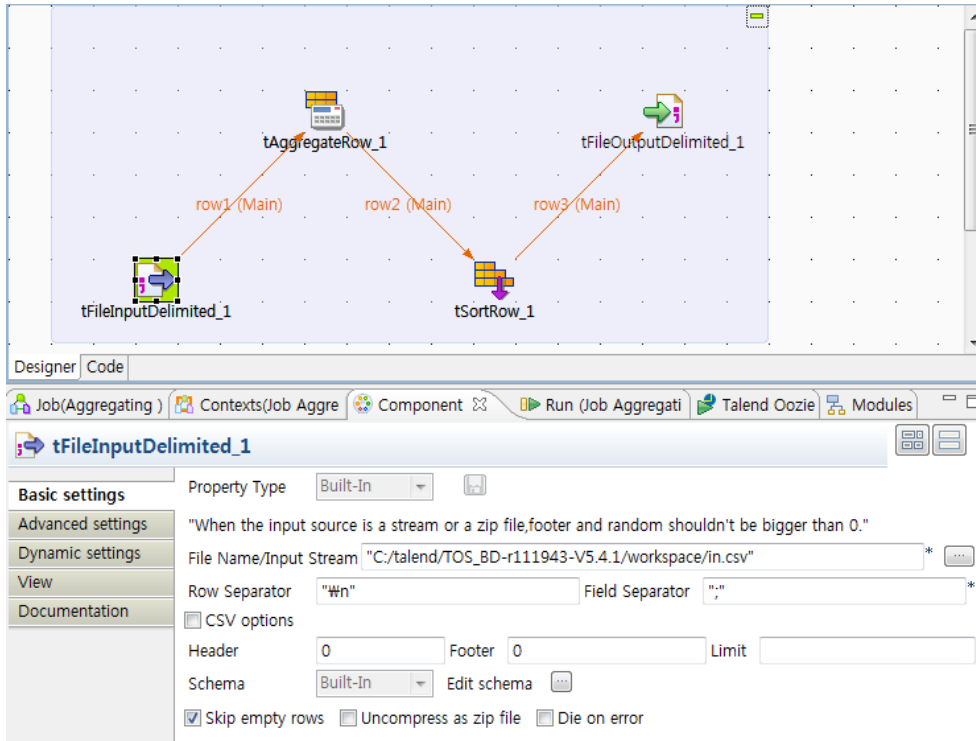 tAggregateRow_1
tFileOutputDelimited_1
row1 (Main)
row2 (Main)
row3 (Main)
tFileInputDelimited_1
tSortRow_1
Designer
Code
Job(Aggregating )
Contexts(Job Aggre
Component
Run (Job Aggregati
Talend Oozie
Modules
tFileInputDelimited_1
Basic settings
Advanced settings
Dynamic settings
View
Documentation
Property Type
Built-In
"When the input source is a stream or a zip file,footer and random shouldn't be bigger than 0."
File Name/Input Stream "C:/talend/TOS_BD-r111943-V5.4.1/workspace/in.csv" * ...
Row Separator "₩n" Field Separator ";" *
CSV options
Header 0 Footer 0 Limit
Schema Built-In Edit schema ...
Skip empty rows Uncompress as zip file Die on error